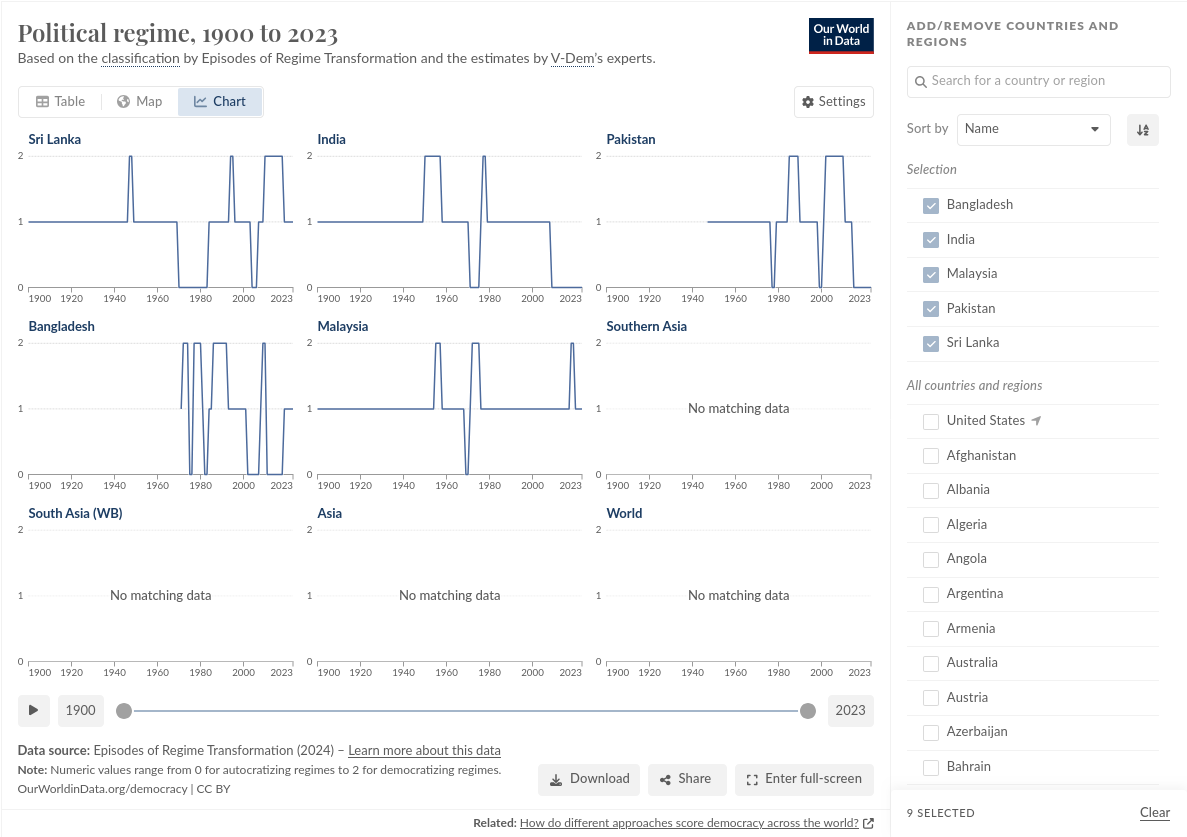 Political regime, 1900 to 2023
Based on the classification by Episodes of Regime Transformation and the estimates by V-Dem's experts.
Our World
in Data
Table
Map
Chart
Settings
Sri Lanka
2
1
0
1900 1920 1940 1960 1980 2000 2023
India
2
1
0
1900 1920 1940 1960 1980 2000 2023
Pakistan
2
1
0
1900 1920 1940 1960 1980 2000 2023
Bangladesh
2
1
0
1900 1920 1940 1960 1980 2000 2023
Malaysia
2
1
0
1900 1920 1940 1960 1980 2000 2023
Southern Asia
2
1
No matching data
0
1900 1920 1940 1960 1980 2000 2023
South Asia (WB)
2
1
No matching data
0
1900 1920 1940 1960 1980 2000 2023
Asia
2
1
No matching data
0
1900 1920 1940 1960 1980 2000 2023
World
2
1
No matching data
0
1900 1920 1940 1960 1980 2000 2023
1900
2023
Data source: Episodes of Regime Transformation (2024) – Learn more about this data
Note: Numeric values range from 0 for autocratizing regimes to 2 for democratizing regimes.
OurWorldinData.org/democracy | CC BY
Download
Share
Enter full-screen
Related: How do different approaches score democracy across the world?
ADD/REMOVE COUNTRIES AND
REGIONS
Search for a country or region
Sort by
Name
Selection
Bangladesh
India
Malaysia
Pakistan
Sri Lanka
All countries and regions
United States
Afghanistan
Albania
Algeria
Angola
Argentina
Armenia
Australia
Austria
Azerbaijan
Bahrain
9 SELECTED
Clear